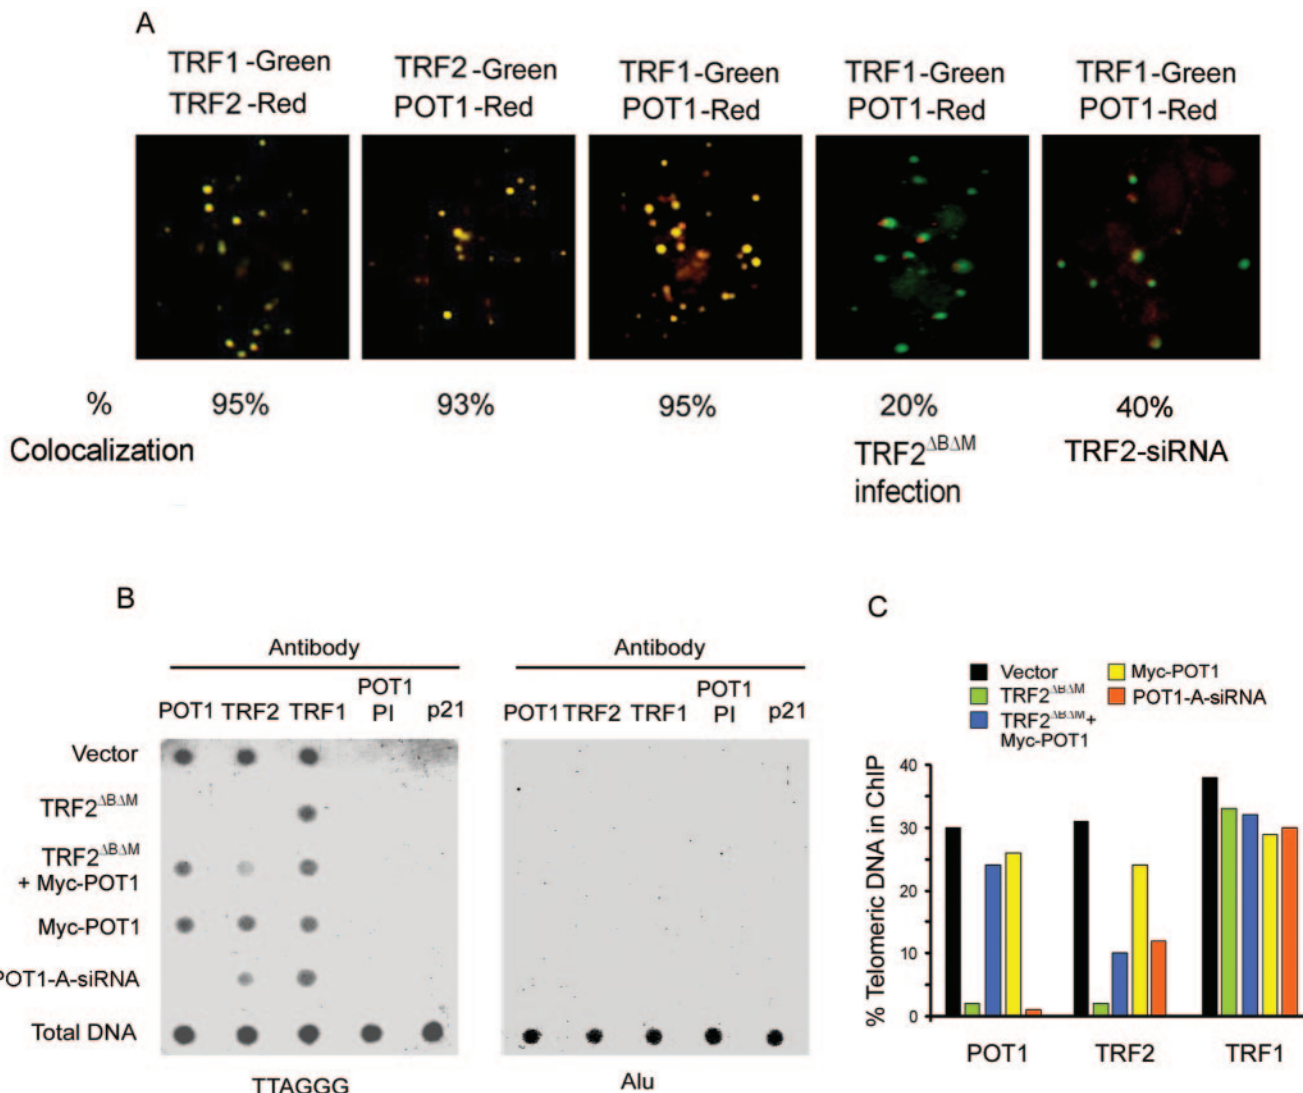 A
TRF1 -Green
TRF2 -Red
TRF2 -Green
POT1-Red
TRF1-Green
POT1-Red
TRF1-Green
POT1-Red
TRF1-Green
POT1-Red
%
Colocalization
95%
93%
95%
20%
TRF2ΔBΔM
infection
40%
TRF2-siRNA
B
Antibody
POT1 TRF2 TRF1 POT1 PI p21
Vector
TRF2ΔBΔM
TRF2ΔBΔM
+ Myc-POT1
Myc-POT1
POT1-A-siRNA
Total DNA
TTAGGG
Antibody
POT1 TRF2 TRF1 POT1 PI p21
Alu
C
Vector
TRF2ΔBΔM
TRF2ΔBΔM+
Myc-POT1
Myc-POT1
POT1-A-siRNA
% Telomeric DNA in ChIP
40
30
20
10
0
POT1
TRF2
TRF1